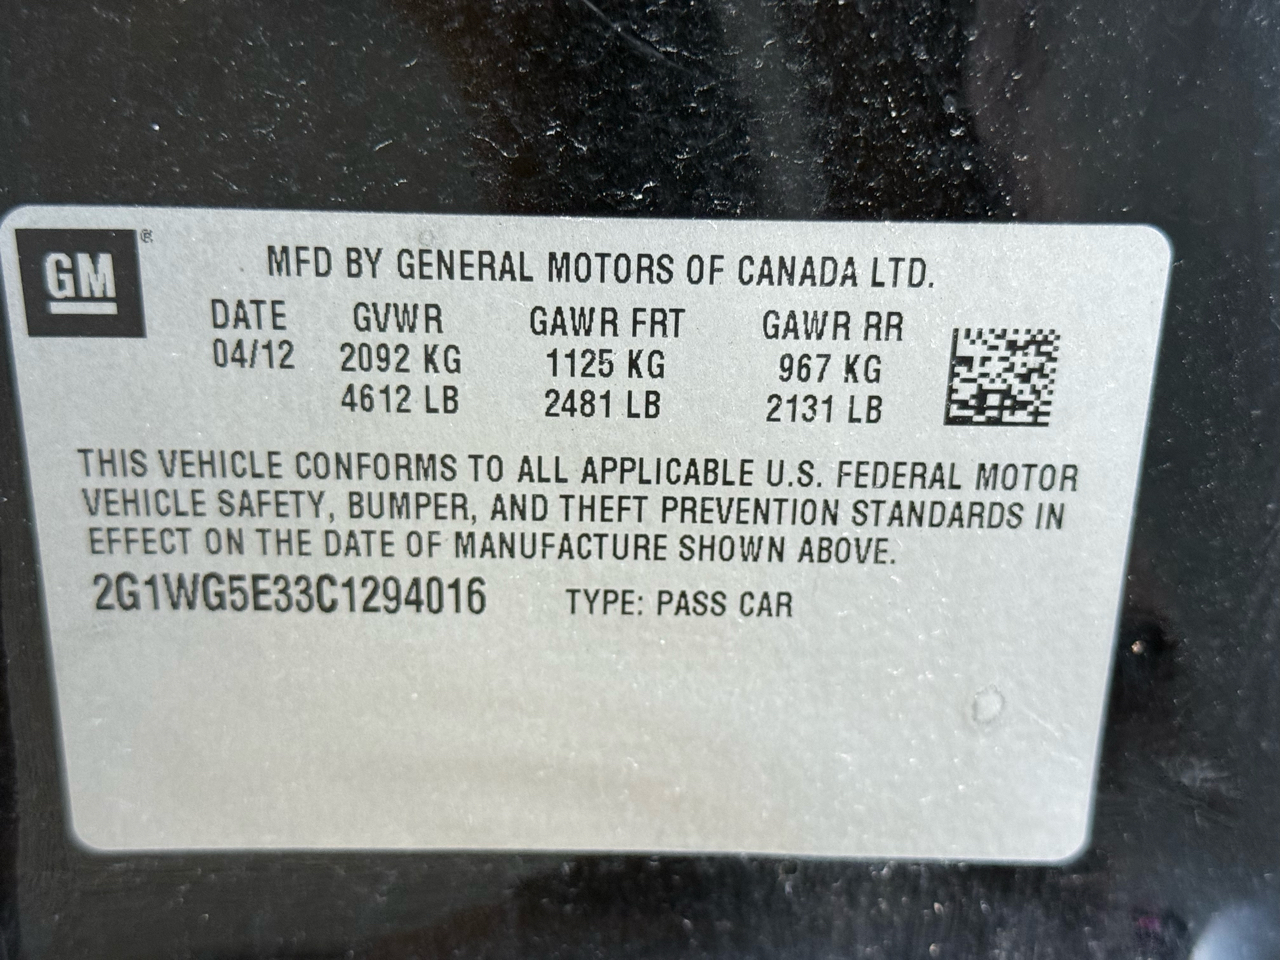 GM ®
MFD BY GENERAL MOTORS OF CANADA LTD.
DATE GVWR GAWR FRT GAWR RR
04/12 2092 KG 1125 KG 967 KG
4612 LB 2481 LB 2131 LB
THIS VEHICLE CONFORMS TO ALL APPLICABLE U.S. FEDERAL MOTOR
VEHICLE SAFETY, BUMPER, AND THEFT PREVENTION STANDARDS IN
EFFECT ON THE DATE OF MANUFACTURE SHOWN ABOVE.
2G1WG5E33C1294016 TYPE: PASS CAR